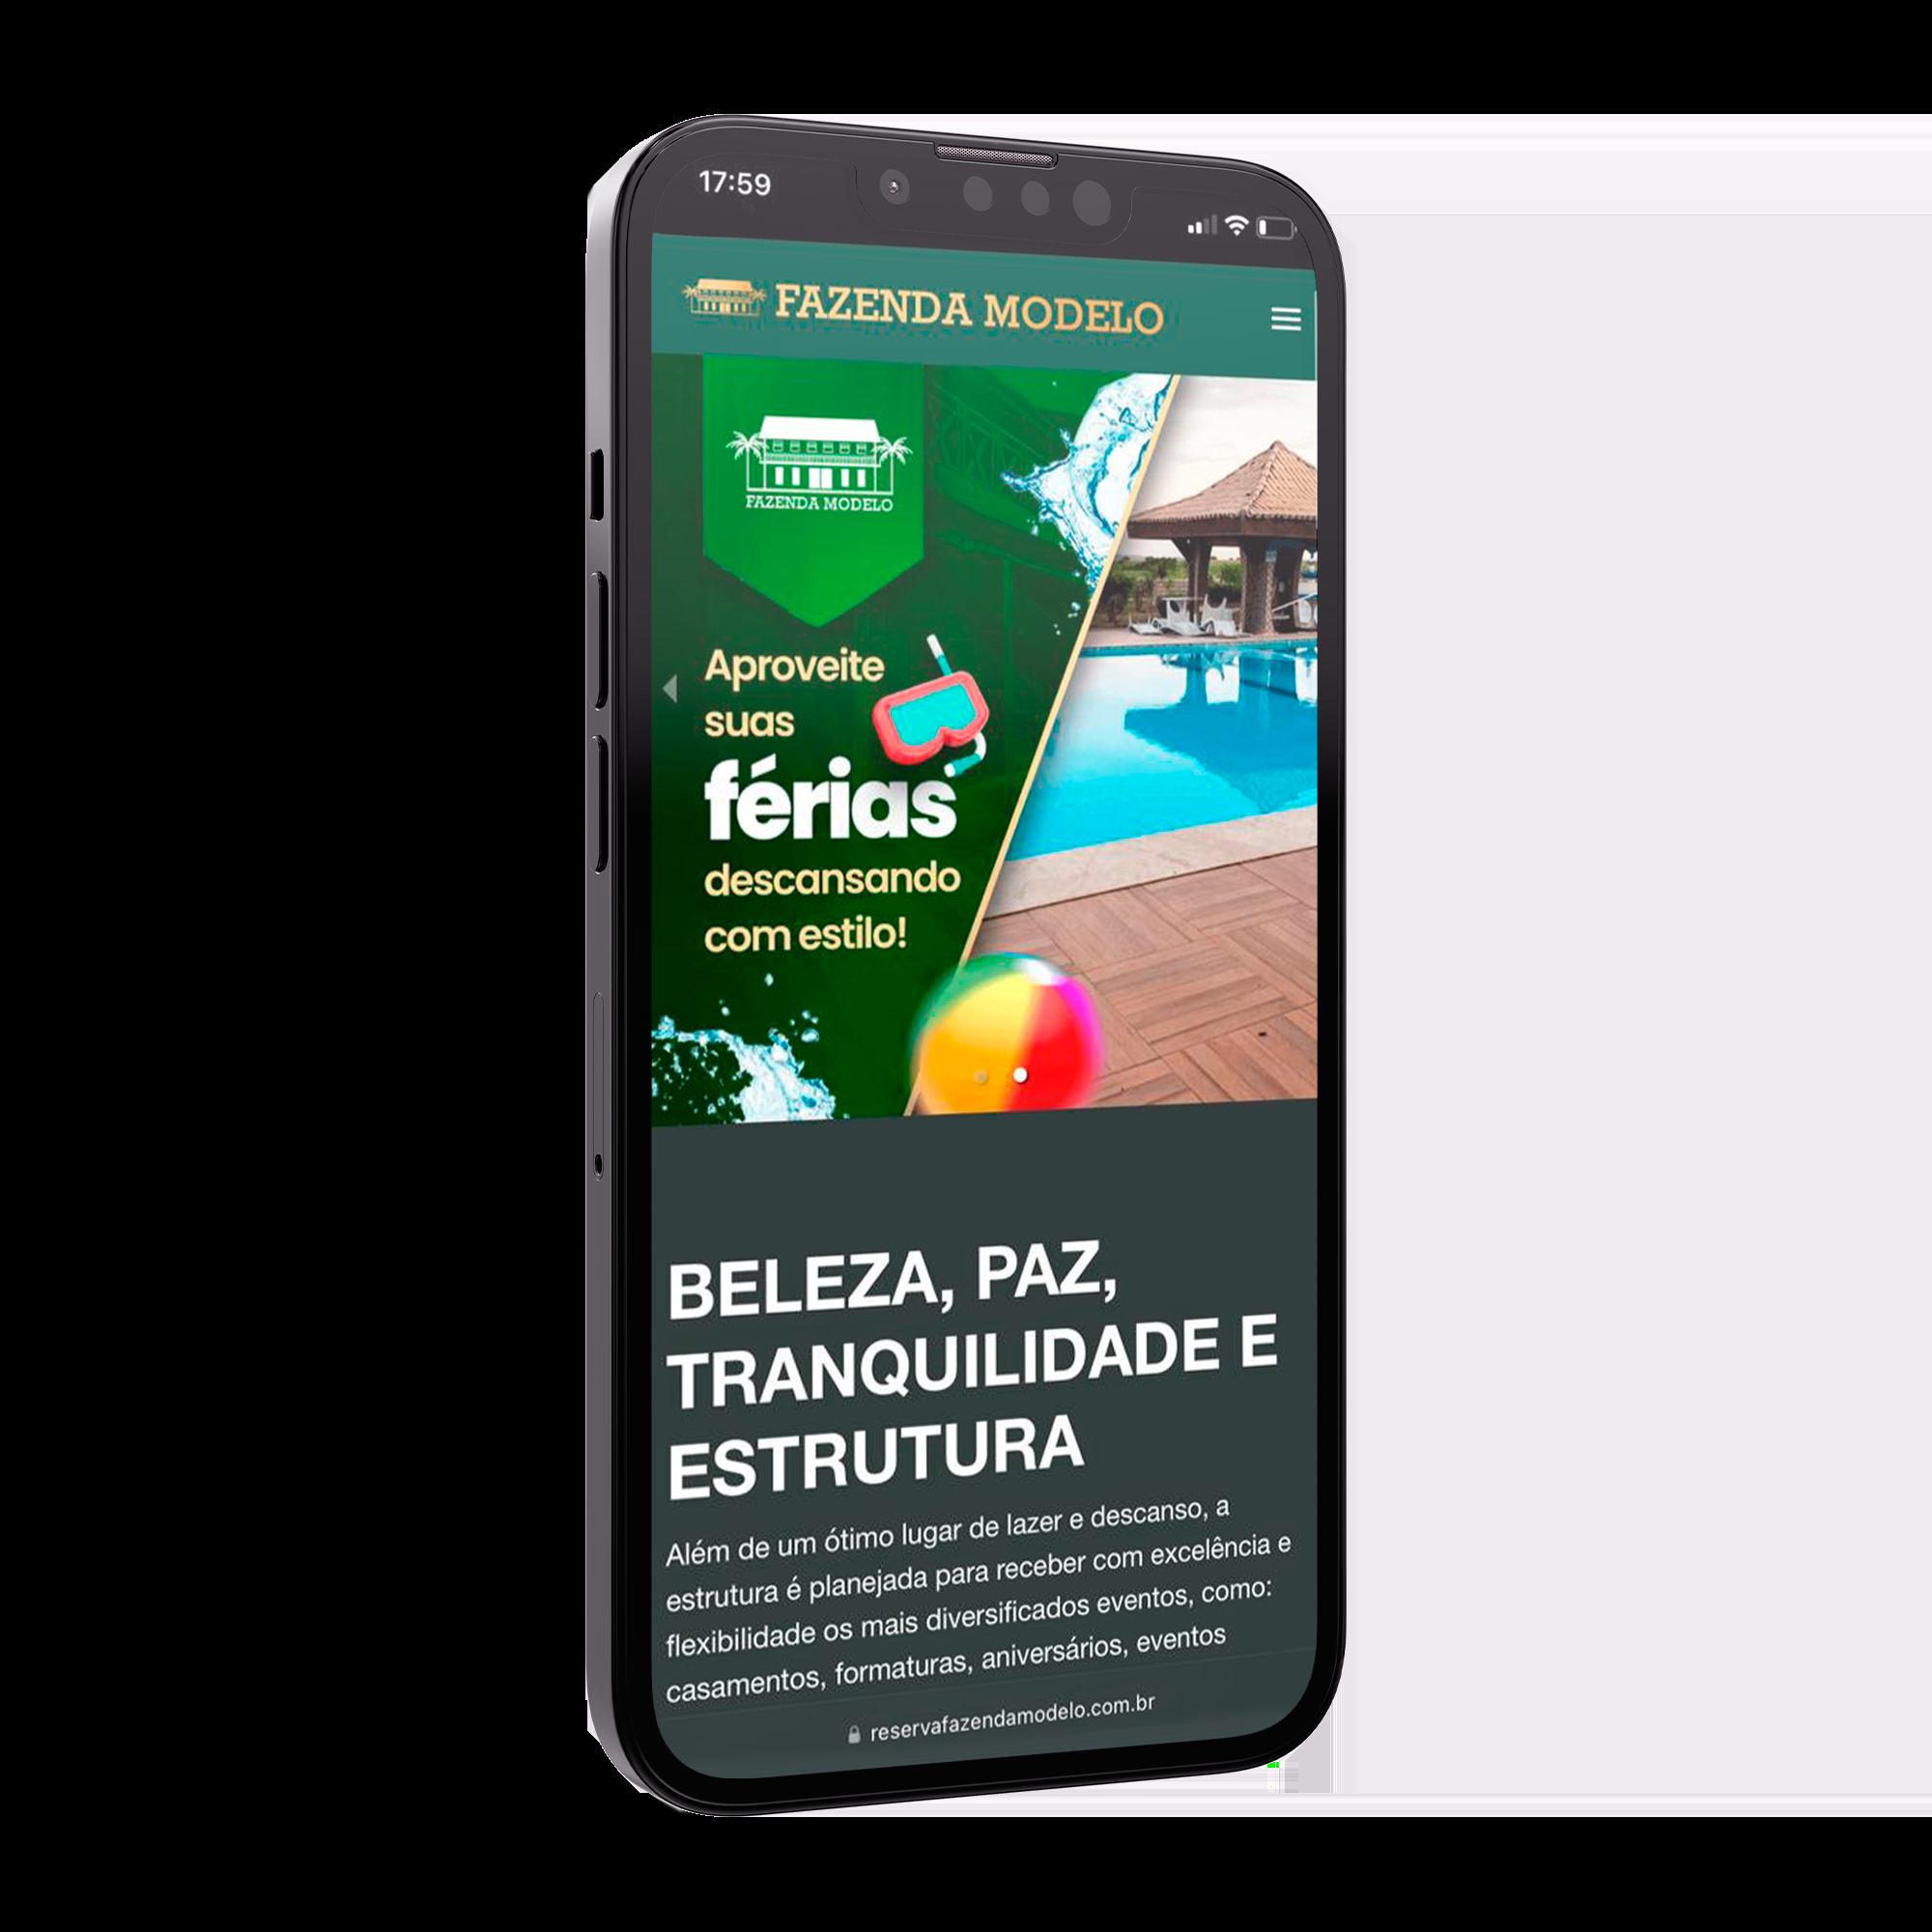 17:59
FAZENDA MODELO
FAZENDA MODELO
Aproveite
suas
férias
descansando
com estilo!
BELEZA, PAZ,
TRANQUILIDADE E
ESTRUTURA
Além de um ótimo lugar de lazer e descanso, a
estrutura é planejada para receber com excelência e
flexibilidade os mais diversificados eventos, como:
casamentos, formaturas, aniversários, eventos
reservafazendamodelo.com.br